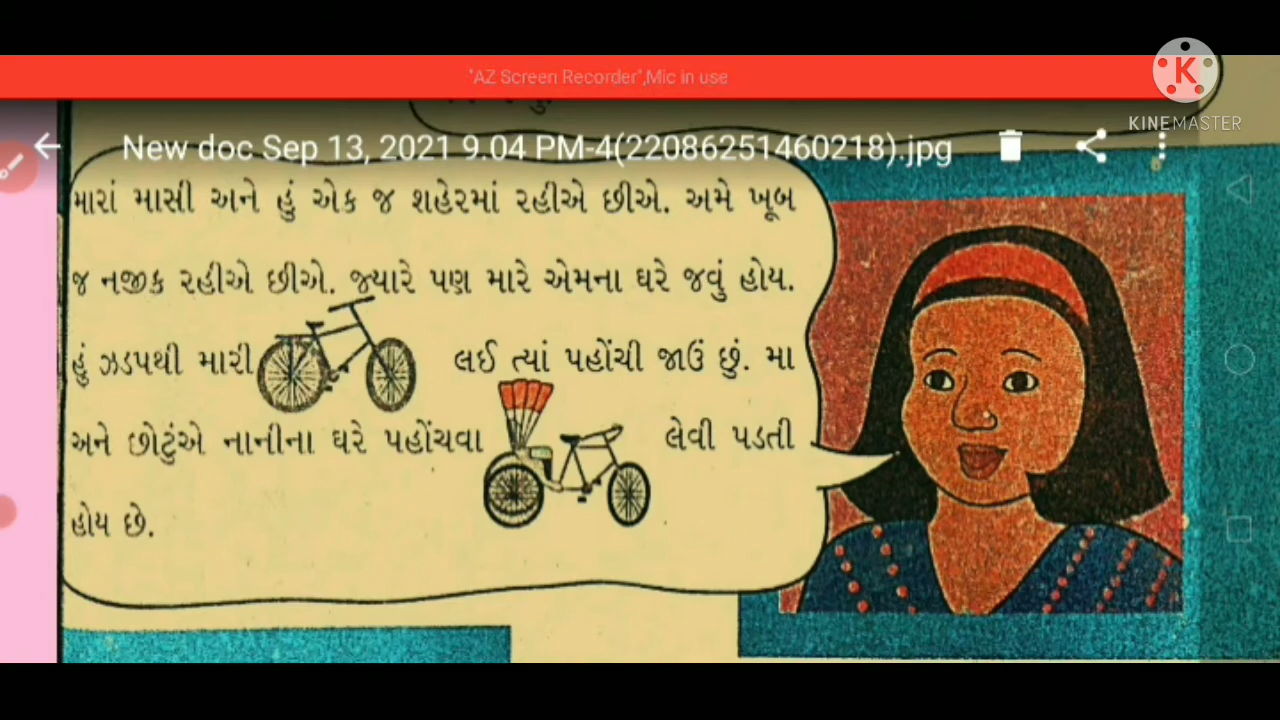 "AZ Screen Recorder",Mic in use
KINEMASTER
New doc Sep 13, 2021 9.04 PM-4(22086251460218).jpg
મારાં માસી અને હું એક જ શહેરમાં રહીએ છીએ. અમે ખૂબ
જ નજીક રહીએ છીએ. જ્યારે પણ મારે એમના ઘરે જવું હોય.
હું ઝડપથી મારી લઈ ત્યાં પહોંચી જાઉં છું. મા
અને છોટુંએ નાનીના ઘરે પહોંચવા લેવી પડતી
હોય છે.